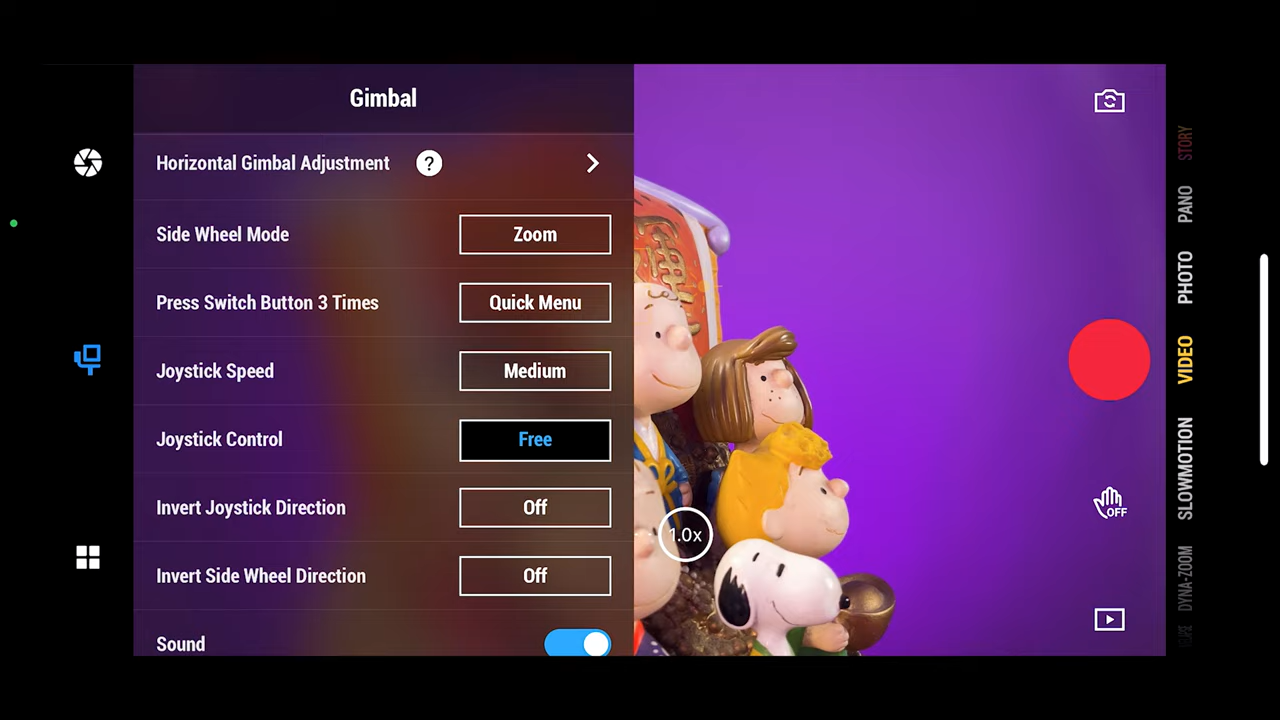 Gimbal
Horizontal Gimbal Adjustment ?
Side Wheel Mode Zoom
Press Switch Button 3 Times Quick Menu
Joystick Speed Medium
Joystick Control Free
Invert Joystick Direction Off
Invert Side Wheel Direction Off
Sound
1.0x
OFF
STORY
PANO
PHOTO
VIDEO
SLOWMOTION
DYNA-ZOOM